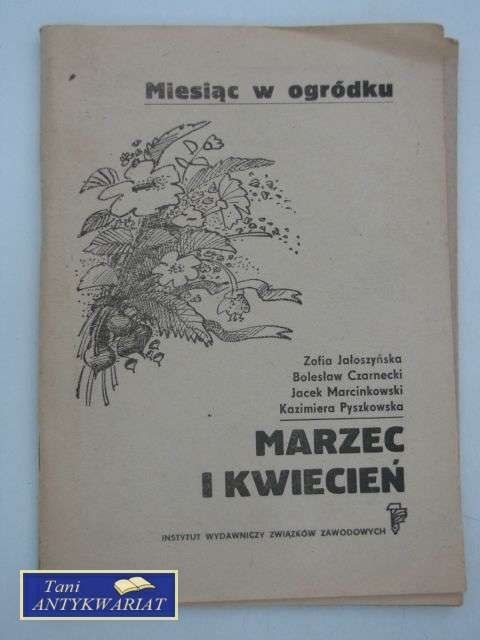 Miesiąc w ogródku
Zofia Jałoszyńska
Bolesław Czarnecki
Jacek Marcinkowski
Kazimiera Pyszkowska
MARZEC
I KWIECIEŃ
INSTYTUT WYDAWNICZY ZWIĄZKÓW ZAWODOWYCH
Tani
ANTYKWARIAT